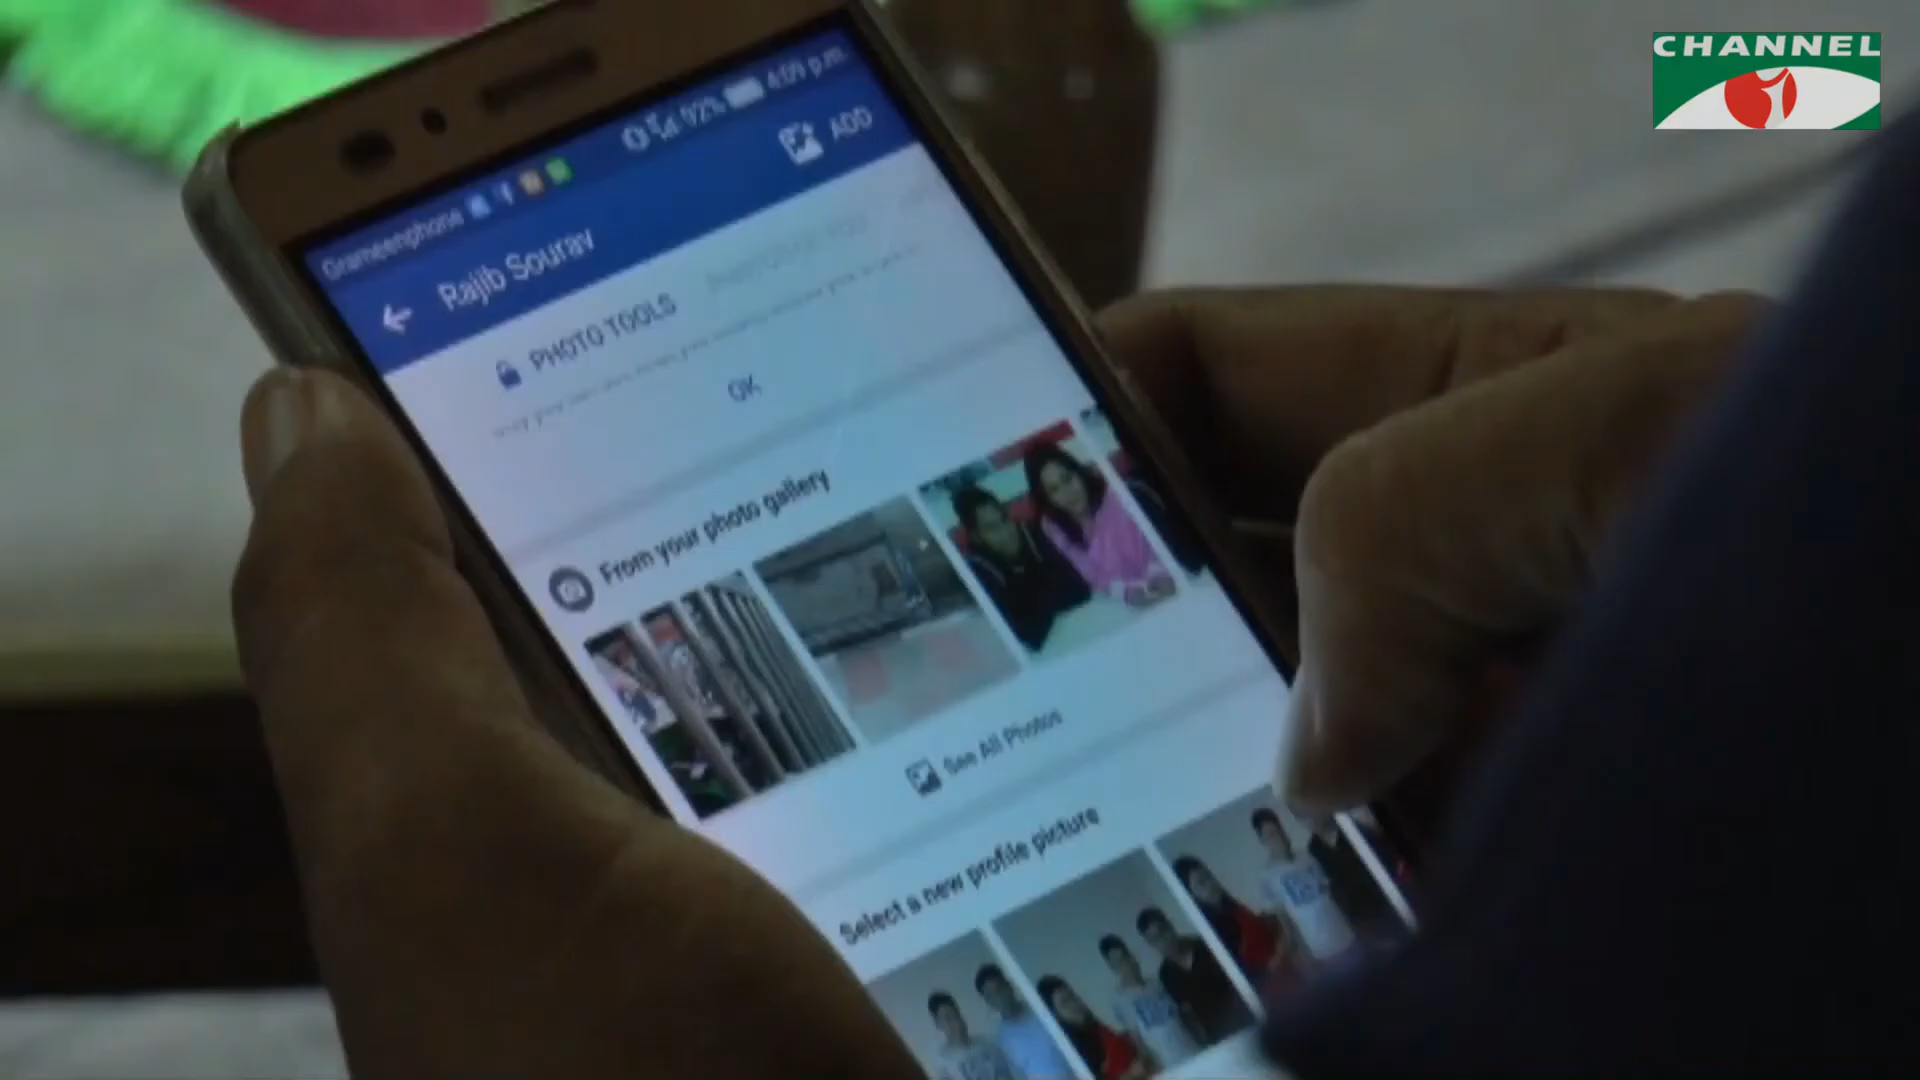 CHANNEL
Grameenphone 92% 4:09 p.m.
Rajib Sourav
ADD
PHOTO TOOLS
OK
From your photo gallery
See All Photos
Select a new profile picture